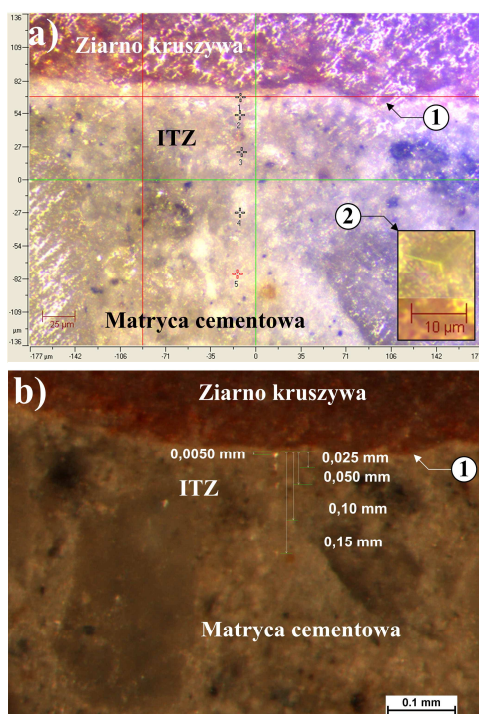 a)
Ziarno kruszywa
136
109
82
54
27
0
-27
-54
-82
-109
µm
-136
1
ITZ
1
2
3
4
5
2
10 µm
25 µm
Matryca cementowa
-177 µm -142 -106 -71 -35 0 35 71 106 142
b)
Ziarno kruszywa
0,0050 mm
0,025 mm
1
ITZ
0,050 mm
0,10 mm
0,15 mm
Matryca cementowa
0.1 mm